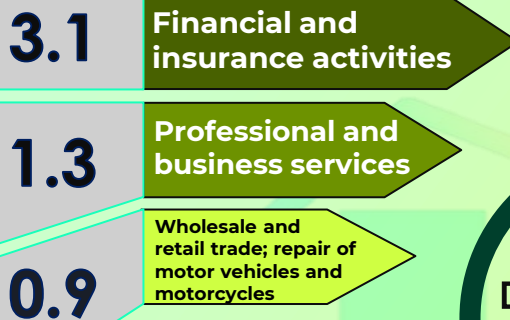 3.1
Financial and
insurance activities
1.3
Professional and
business services
0.9
Wholesale and
retail trade; repair of
motor vehicles and
motorcycles